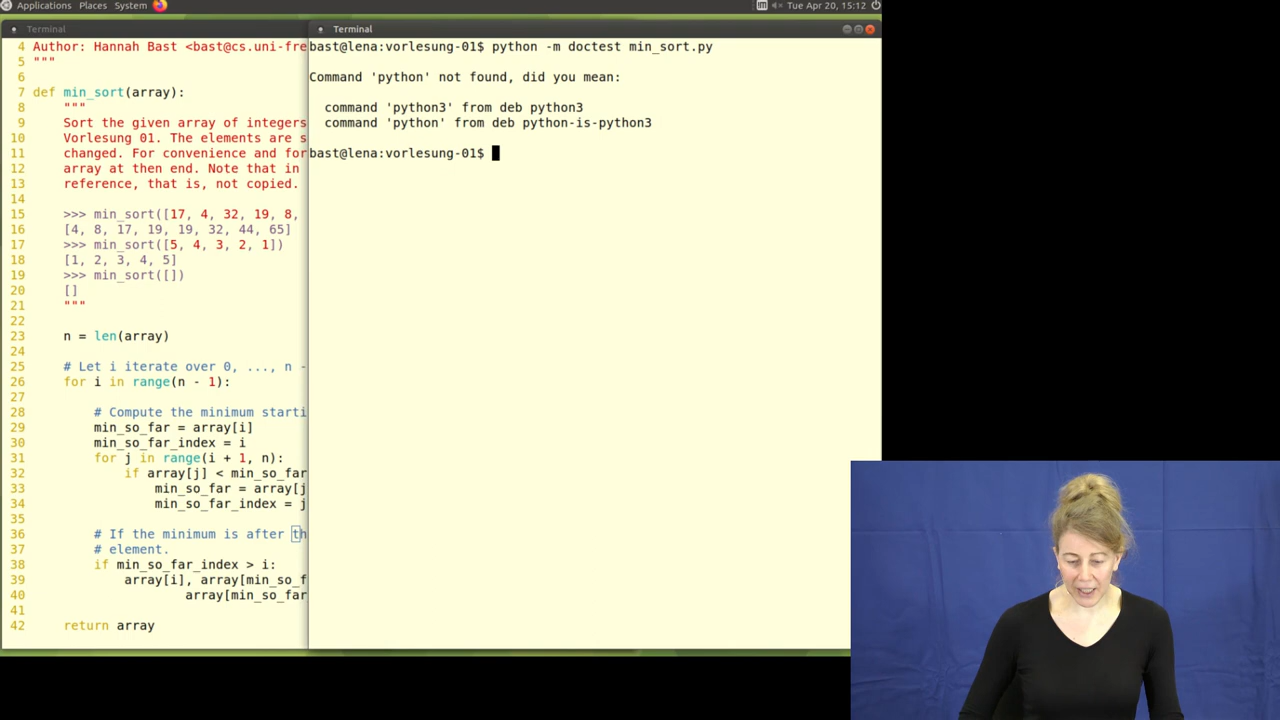 Applications Places System
Tue Apr 20, 15:12
Terminal
4 Author: Hannah Bast <bast@cs.uni-fre
5 """
6
7 def min_sort(array):
8 """
9 Sort the given array of integers
10 Vorlesung 01. The elements are s
11 changed. For convenience and for
12 array at then end. Note that in
13 reference, that is, not copied.
14
15 >>> min_sort([17, 4, 32, 19, 8,
16 [4, 8, 17, 19, 19, 32, 44, 65]
17 >>> min_sort([5, 4, 3, 2, 1])
18 [1, 2, 3, 4, 5]
19 >>> min_sort([])
20 []
21 """
22
23 n = len(array)
24
25 # Let i iterate over 0, ..., n -
26 for i in range(n - 1):
27
28 # Compute the minimum starti
29 min_so_far = array[i]
30 min_so_far_index = i
31 for j in range(i + 1, n):
32 if array[j] < min_so_far
33 min_so_far = array[j
34 min_so_far_index = j
35
36 # If the minimum is after th
37 # element.
38 if min_so_far_index > i:
39 array[i], array[min_so_f
40 array[min_so_far
41
42 return array
Terminal
bast@lena:vorlesung-01$ python -m doctest min_sort.py
Command 'python' not found, did you mean:
command 'python3' from deb python3
command 'python' from deb python-is-python3
bast@lena:vorlesung-01$